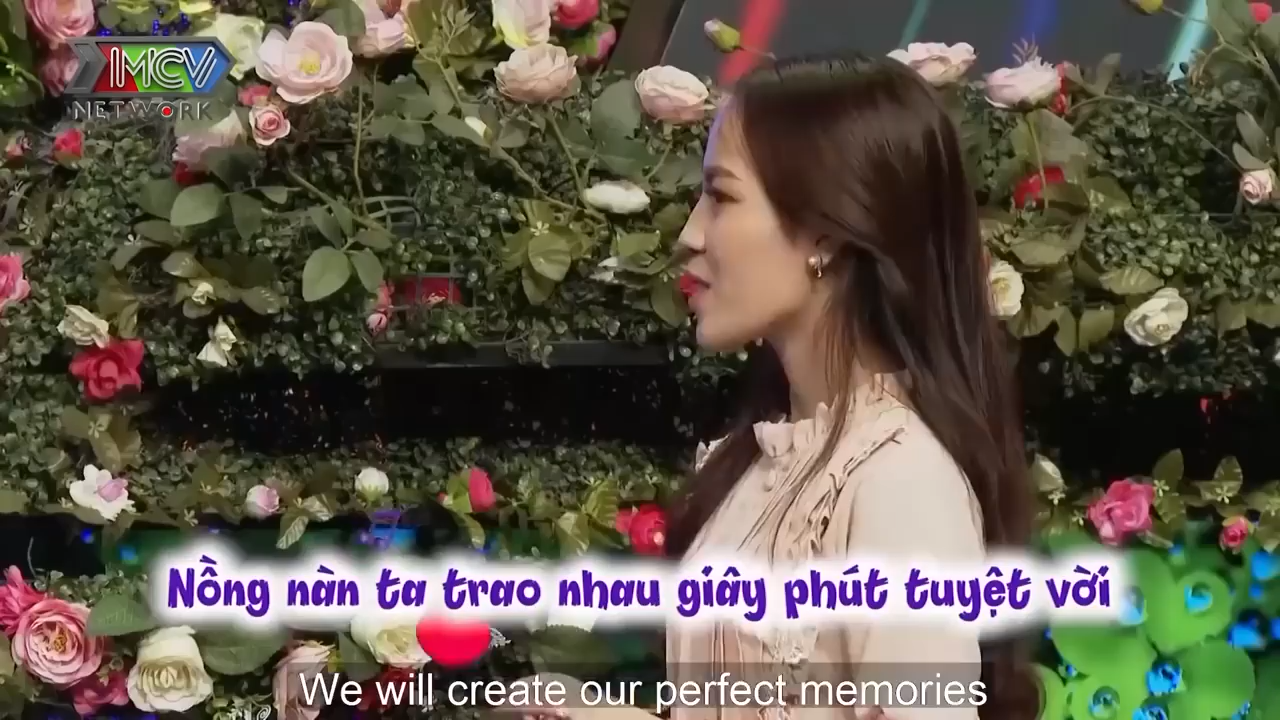 MCV
NETWORK
Nồng nàn ta trao nhau giây phút tuyệt vời
We will create our perfect memories